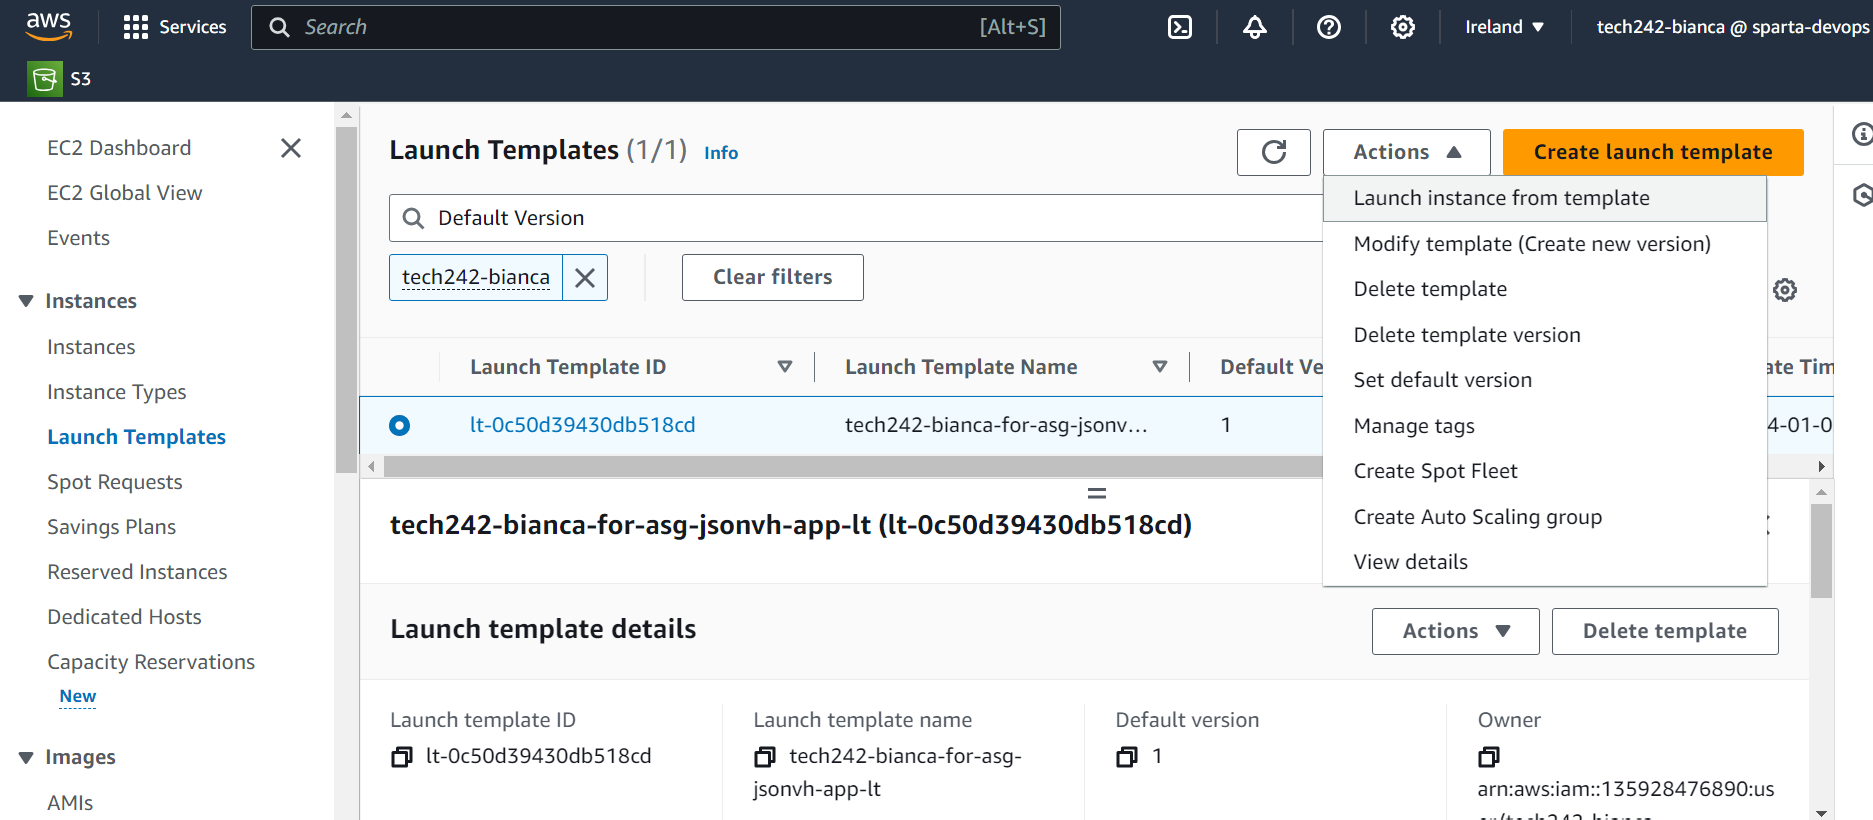 aws
Services
Search
[Alt+S]
Ireland
tech242-bianca @ sparta-devops
S3
EC2 Dashboard
EC2 Global View
Events
Instances
Instances
Instance Types
Launch Templates
Spot Requests
Savings Plans
Reserved Instances
Dedicated Hosts
Capacity Reservations
New
Images
AMIs
Launch Templates (1/1) Info
Actions
Create launch template
Default Version
tech242-bianca
Clear filters
Launch instance from template
Modify template (Create new version)
Delete template
Delete template version
Set default version
Manage tags
Create Spot Fleet
Create Auto Scaling group
View details
Launch Template ID
Launch Template Name
Default Ve
ate Tim
lt-0c50d39430db518cd
tech242-bianca-for-asg-jsonv…
1
4-01-0
tech242-bianca-for-asg-jsonvh-app-lt (lt-0c50d39430db518cd)
Launch template details
Actions
Delete template
Launch template ID
lt-0c50d39430db518cd
Launch template name
tech242-bianca-for-asg-
jsonvh-app-lt
Default version
1
Owner
arn:aws:iam::135928476890:us
er/tech242-bianca